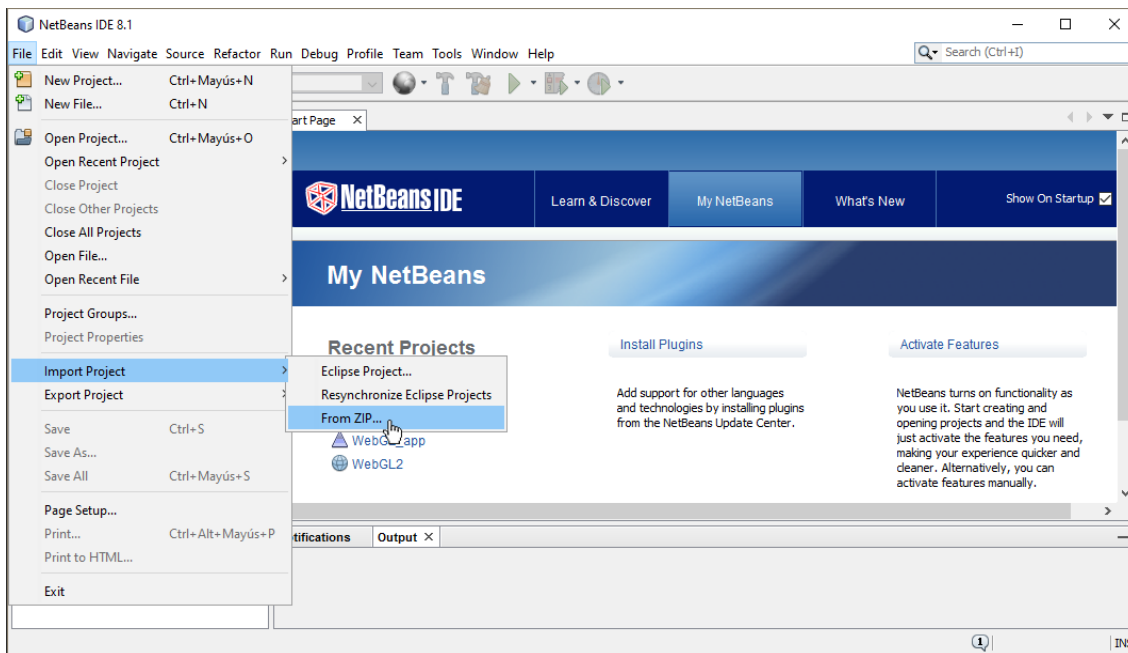 NetBeans IDE 8.1
File Edit View Navigate Source Refactor Run Debug Profile Team Tools Window Help
Search (Ctrl+I)
New Project... Ctrl+Mayús+N
New File... Ctrl+N
Open Project... Ctrl+Mayús+O
Open Recent Project
Close Project
Close Other Projects
Close All Projects
Open File...
Open Recent File
Project Groups...
Project Properties
Import Project
Export Project
Save Ctrl+S
Save As...
Save All Ctrl+Mayús+S
Page Setup...
Print... Ctrl+Alt+Mayús+P
Print to HTML...
Exit
Eclipse Project...
Resynchronize Eclipse Projects
From ZIP...
art Page
NetBeans IDE
Learn & Discover
My NetBeans
What's New
Show On Startup
My NetBeans
Recent Projects
WebGL2
Install Plugins
Add support for other languages
and technologies by installing plugins
from the NetBeans Update Center.
Activate Features
NetBeans turns on functionality as
you use it. Start creating and
opening projects and the IDE will
just activate the features you need,
making your experience quicker and
cleaner. Alternatively, you can
activate features manually.
tifications
Output
1
IN